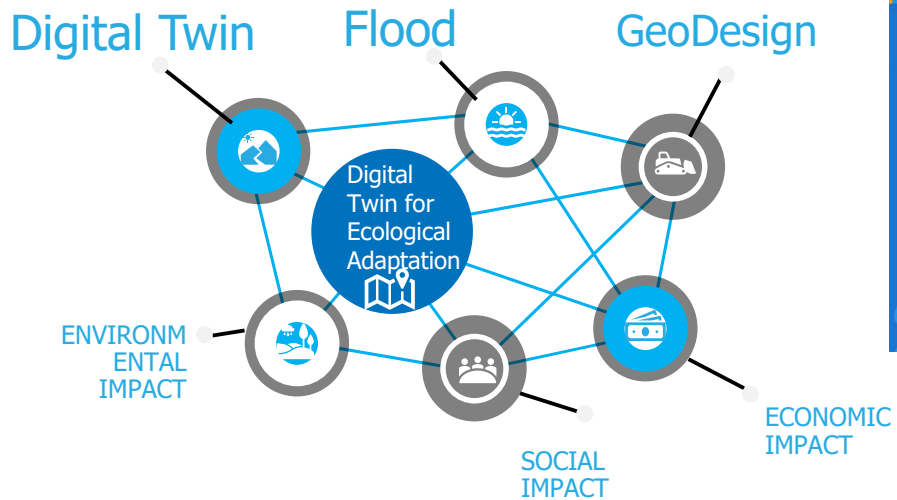 Digital Twin
Flood
GeoDesign
Digital
Twin for
Ecological
Adaptation
ENVIRONM
ENTAL
IMPACT
SOCIAL
IMPACT
ECONOMIC
IMPACT